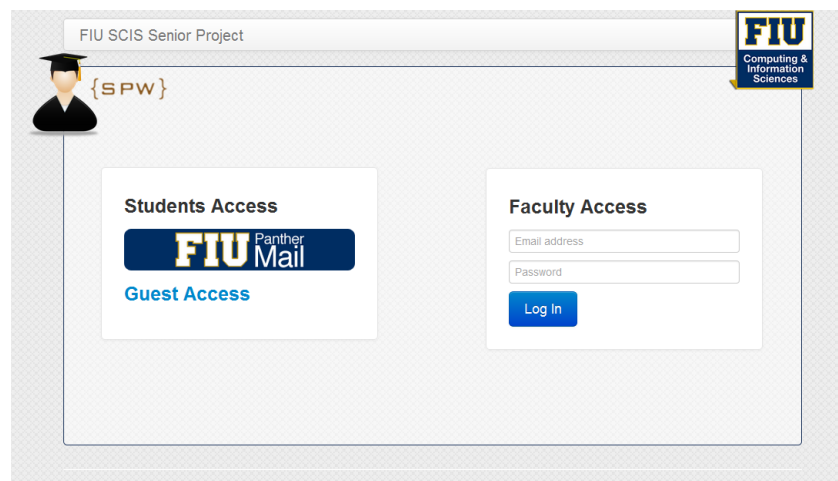 FIU SCIS Senior Project
FIU
Computing &
Information
Sciences
{SPW}
Students Access
FIU Panther
Mail
Guest Access
Faculty Access
Email address
Password
Log In